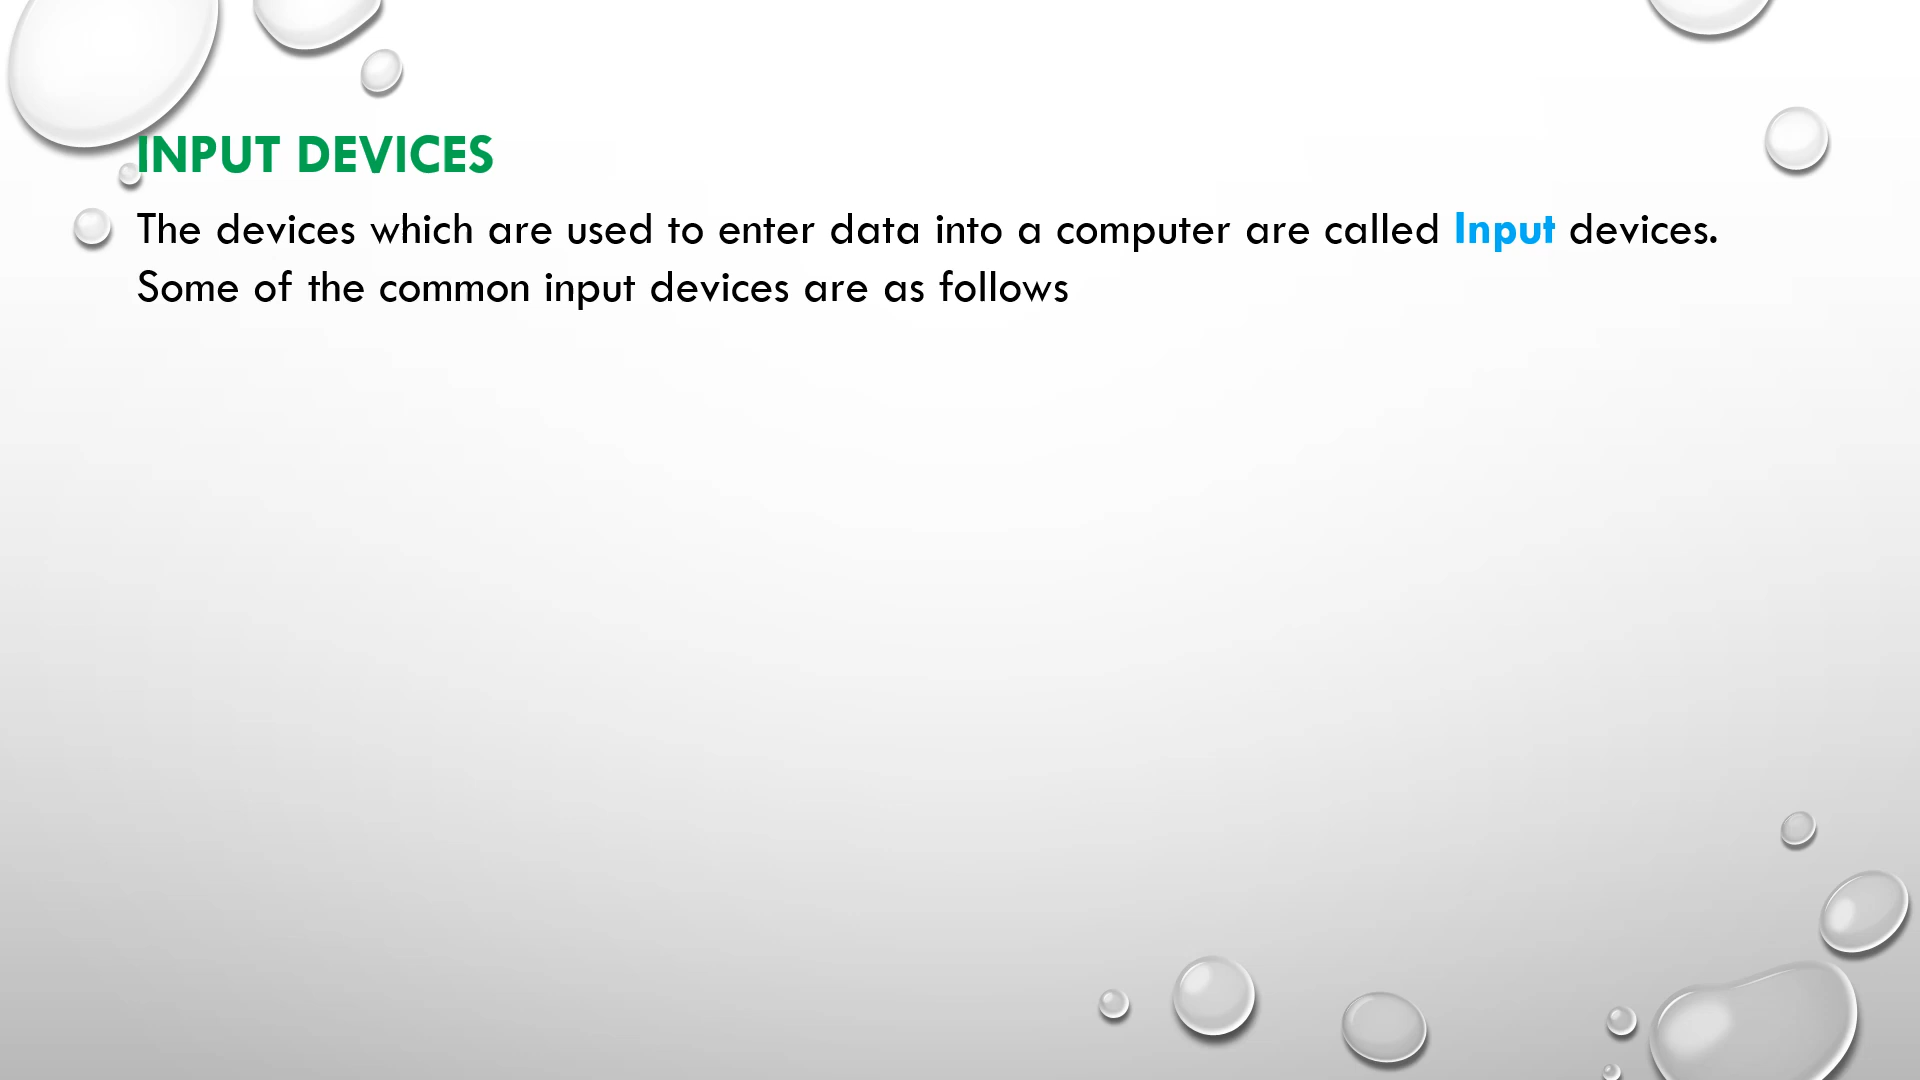 INPUT DEVICES
The devices which are used to enter data into a computer are called Input devices.
Some of the common input devices are as follows